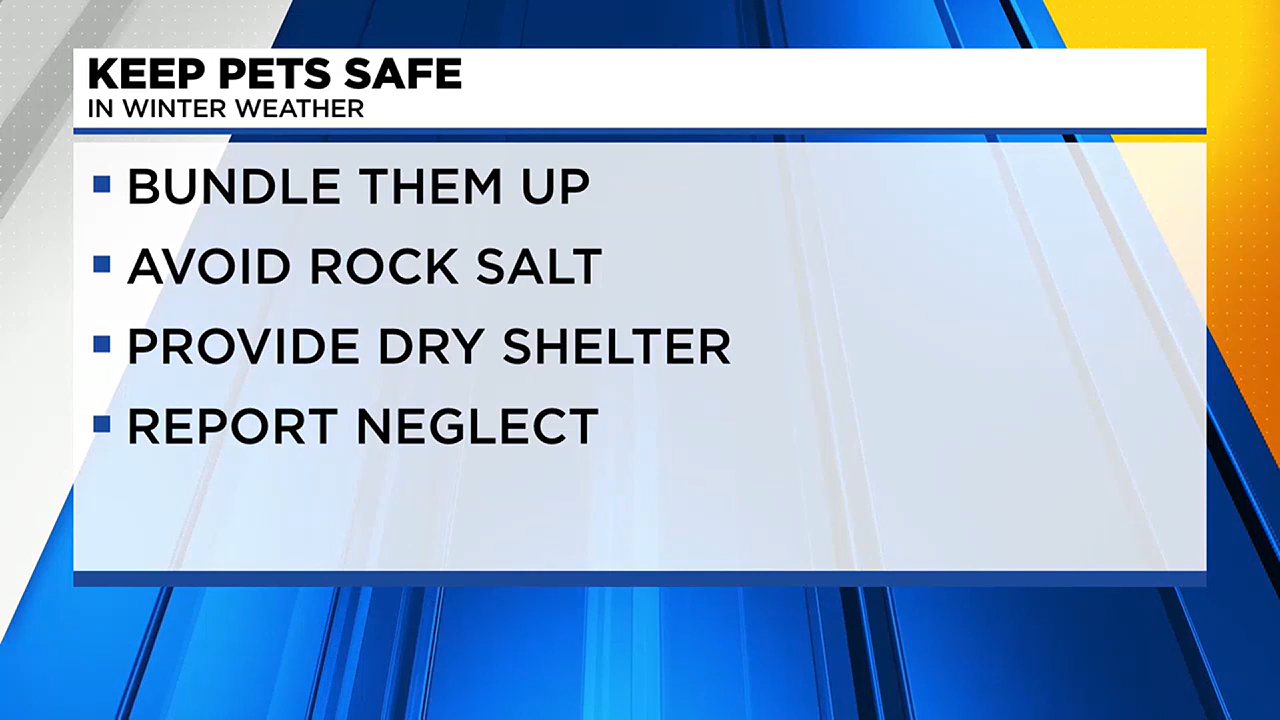 KEEP PETS SAFE
IN WINTER WEATHER
BUNDLE THEM UP
AVOID ROCK SALT
PROVIDE DRY SHELTER
REPORT NEGLECT